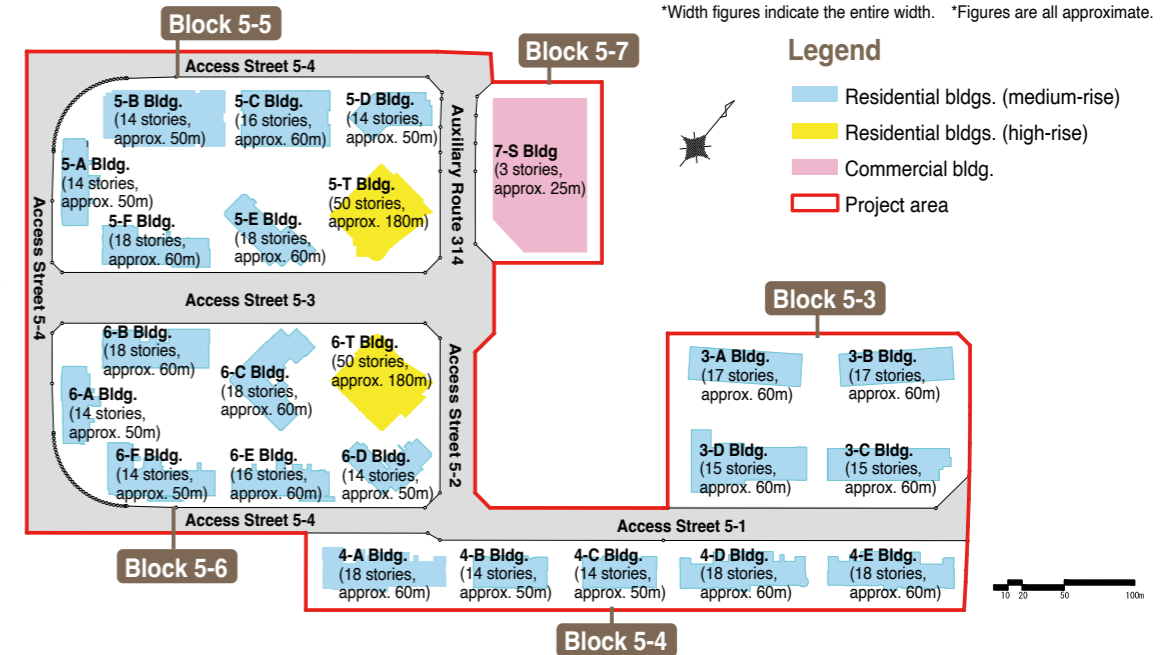 *Width figures indicate the entire width. *Figures are all approximate.
Block 5-5
Block 5-7
Legend
Residential bldgs. (medium-rise)
Residential bldgs. (high-rise)
Commercial bldg.
Project area
Access Street 5-4
5-B Bldg.
(14 stories,
approx. 50m)
5-C Bldg.
(16 stories,
approx. 60m)
5-D Bldg.
(14 stories,
approx. 50m)
Auxiliary Route 314
7-S Bldg
(3 stories,
approx. 25m)
5-A Bldg.
(14 stories,
approx. 50m)
5-T Bldg.
(50 stories,
approx. 180m)
5-F Bldg.
(18 stories,
approx. 60m)
5-E Bldg.
(18 stories,
approx. 60m)
Access Street 5-4
Access Street 5-3
Block 5-3
6-B Bldg.
(18 stories,
approx. 60m)
6-C Bldg.
(18 stories,
approx. 60m)
6-T Bldg.
(50 stories,
approx. 180m)
Access Street 5-2
3-A Bldg.
(17 stories,
approx. 60m)
3-B Bldg.
(17 stories,
approx. 60m)
6-A Bldg.
(14 stories,
approx. 50m)
6-F Bldg.
(14 stories,
approx. 50m)
6-E Bldg.
(16 stories,
approx. 60m)
6-D Bldg.
(14 stories,
approx. 50m)
3-D Bldg.
(15 stories,
approx. 60m)
3-C Bldg.
(15 stories,
approx. 60m)
Access Street 5-4
Access Street 5-1
Block 5-6
4-A Bldg.
(18 stories,
approx. 60m)
4-B Bldg.
(14 stories,
approx. 50m)
4-C Bldg.
(14 stories,
approx. 50m)
4-D Bldg.
(18 stories,
approx. 60m)
4-E Bldg.
(18 stories,
approx. 60m)
10 20 50 100m
Block 5-4